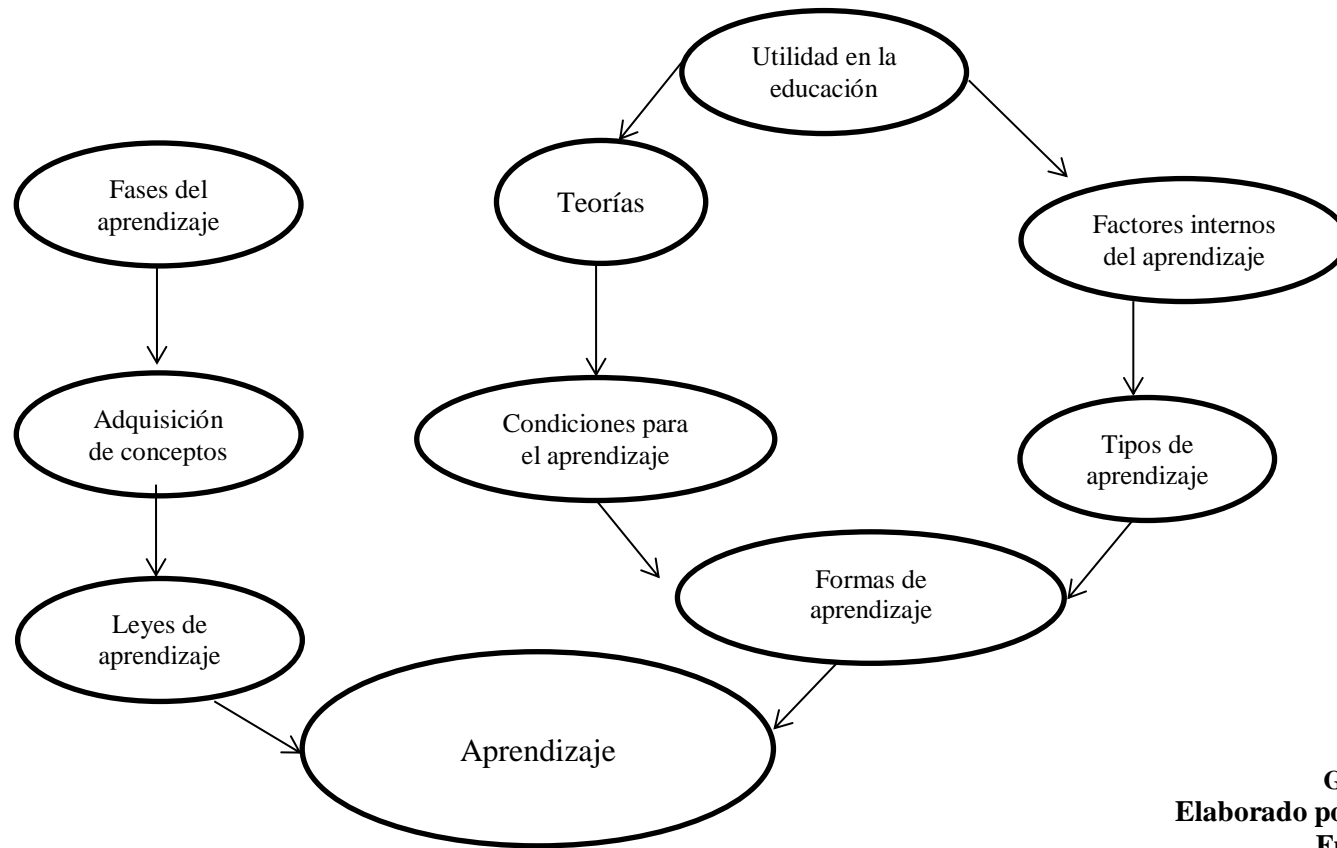 Utilidad en la
educación
Fases del
aprendizaje
Teorías
Factores internos
del aprendizaje
Adquisición
de conceptos
Condiciones para
el aprendizaje
Tipos de
aprendizaje
Formas de
aprendizaje
Leyes de
aprendizaje
Aprendizaje
Elaborado